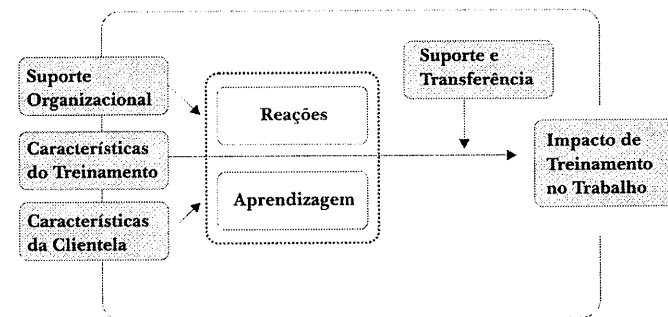 Suporte
Organizacional
Características
do Treinamento
Características
da Clientela
Reações
Aprendizagem
Suporte e
Transferência
Impacto de
Treinamento
no Trabalho